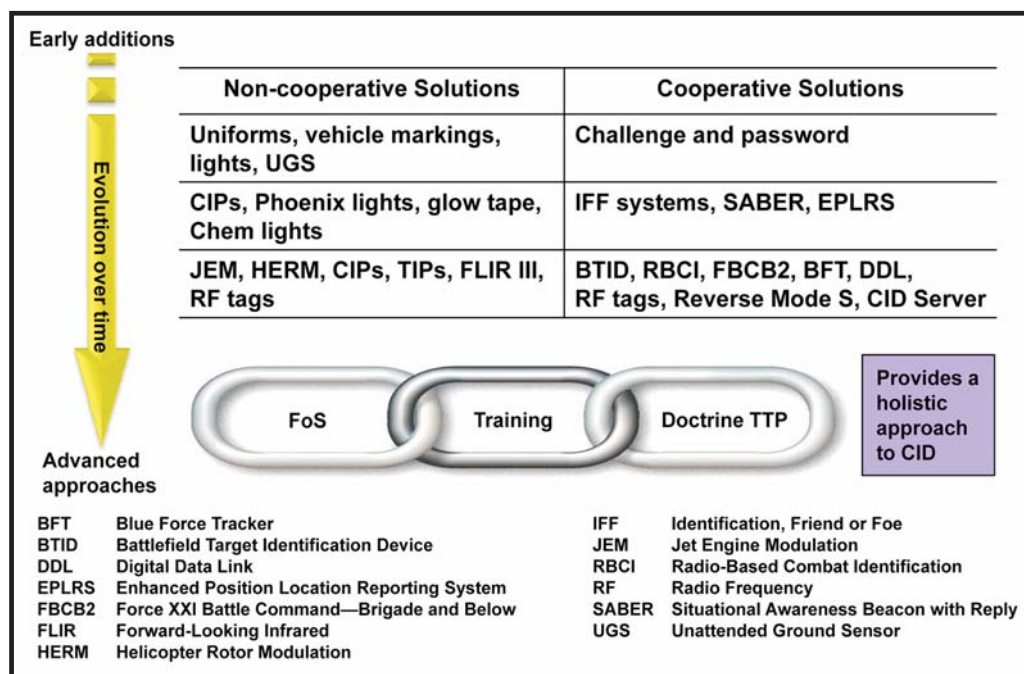 Early additions
Evolution over time
Advanced
approaches
Non-cooperative Solutions Cooperative Solutions
Uniforms, vehicle markings,
lights, UGS
Challenge and password
CIPs, Phoenix lights, glow tape,
Chem lights
IFF systems, SABER, EPLRS
JEM, HERM, CIPs, TIPs, FLIR III,
RF tags
BTID, RBCI, FBCB2, BFT, DDL,
RF tags, Reverse Mode S, CID Server
FoS Training Doctrine TTP
Provides a
holistic
approach
to CID
BFT Blue Force Tracker
BTID Battlefield Target Identification Device
DDL Digital Data Link
EPLRS Enhanced Position Location Reporting System
FBCB2 Force XXI Battle Command—Brigade and Below
FLIR Forward-Looking Infrared
HERM Helicopter Rotor Modulation
IFF Identification, Friend or Foe
JEM Jet Engine Modulation
RBCI Radio-Based Combat Identification
RF Radio Frequency
SABER Situational Awareness Beacon with Reply
UGS Unattended Ground Sensor